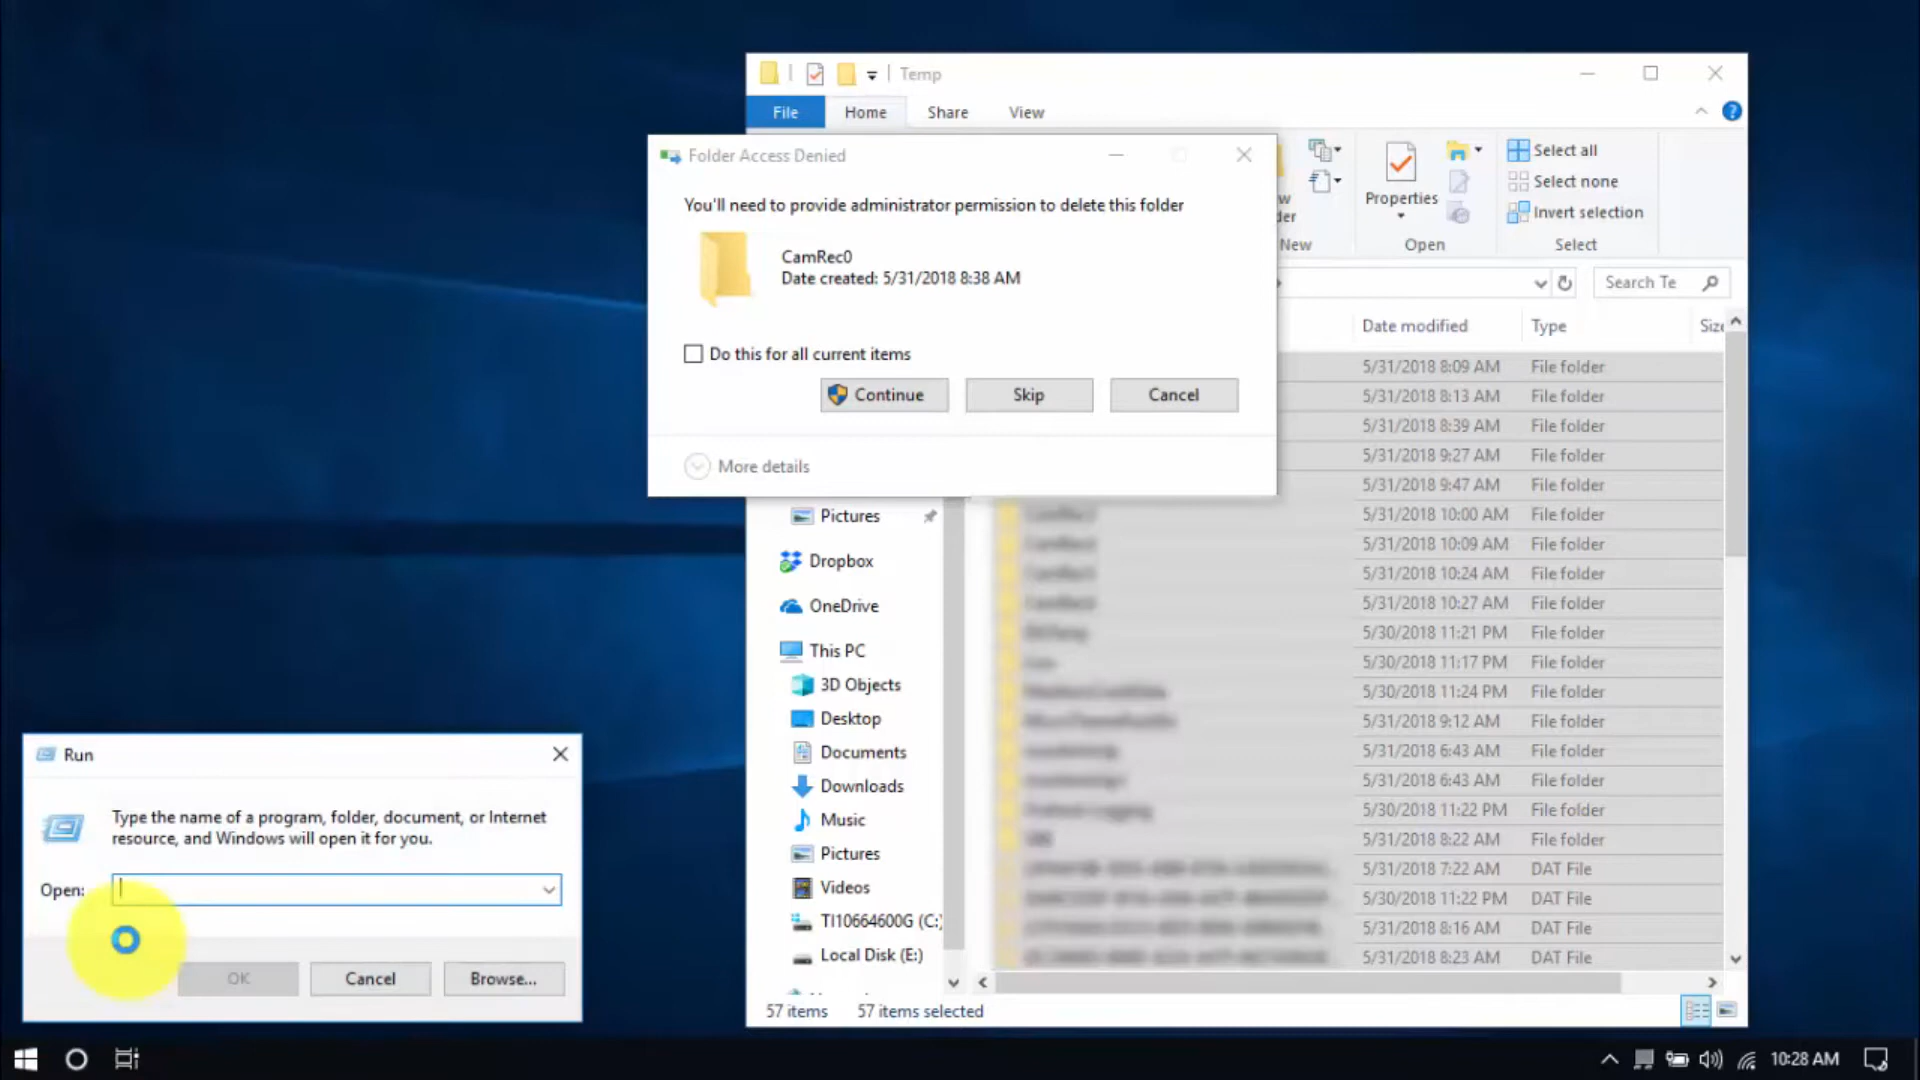 Temp
File
Home
Share
View
Folder Access Denied
You'll need to provide administrator permission to delete this folder
CamRec0
Date created: 5/31/2018 8:38 AM
Do this for all current items
Continue
Skip
Cancel
More details
Properties
Select all
Select none
Invert selection
New
Open
Select
Search Te
Date modified
Type
Size
5/31/2018 8:09 AM File folder
5/31/2018 8:13 AM File folder
5/31/2018 8:39 AM File folder
5/31/2018 9:27 AM File folder
5/31/2018 9:47 AM File folder
5/31/2018 10:00 AM File folder
5/31/2018 10:09 AM File folder
5/31/2018 10:24 AM File folder
5/31/2018 10:27 AM File folder
5/30/2018 11:21 PM File folder
5/30/2018 11:17 PM File folder
5/30/2018 11:24 PM File folder
5/31/2018 9:12 AM File folder
5/31/2018 6:43 AM File folder
5/31/2018 6:43 AM File folder
5/30/2018 11:22 PM File folder
5/31/2018 8:22 AM File folder
5/31/2018 7:22 AM DAT File
5/30/2018 11:22 PM DAT File
5/31/2018 8:16 AM DAT File
5/31/2018 8:23 AM DAT File
Pictures
Dropbox
OneDrive
This PC
3D Objects
Desktop
Documents
Downloads
Music
Pictures
Videos
TI10664600G (C:)
Local Disk (E:)
57 items
57 items selected
Run
Type the name of a program, folder, document, or Internet
resource, and Windows will open it for you.
Open:
OK
Cancel
Browse...
10:28 AM